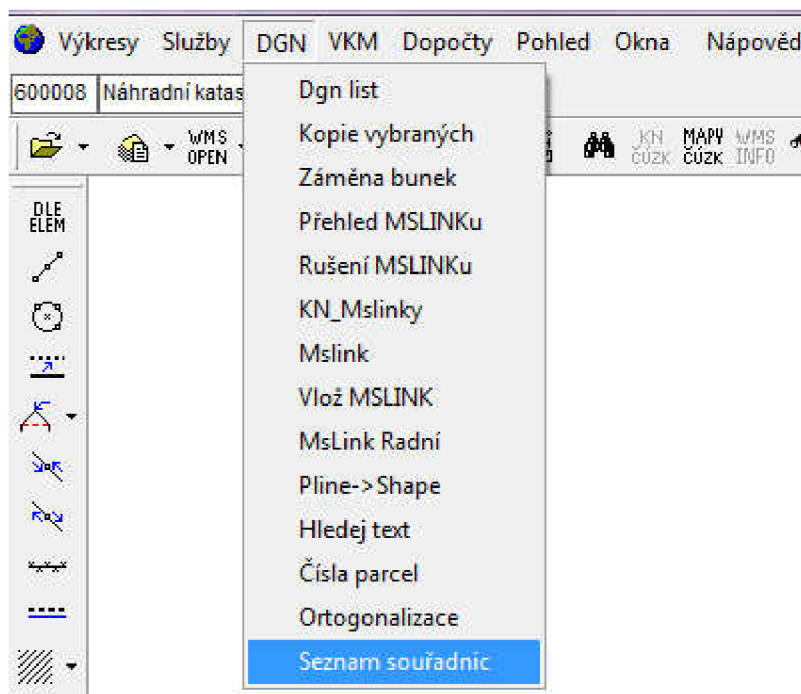 Výkresy Služby DGN VKM Dopočty Pohled Okna Nápověd
600008 Náhradní katas
WMS OPEN KN ČÚZK MAPY ČÚZK WMS INFO
DLE ELEM
Dgn list
Kopie vybraných
Záměna bunek
Přehled MSLINKu
Rušení MSLINKu
KN_Mslinky
Mslink
Vlož MSLINK
MsLink Radní
Pline->Shape
Hledej text
Čísla parcel
Ortogonalizace
Seznam souřadnic